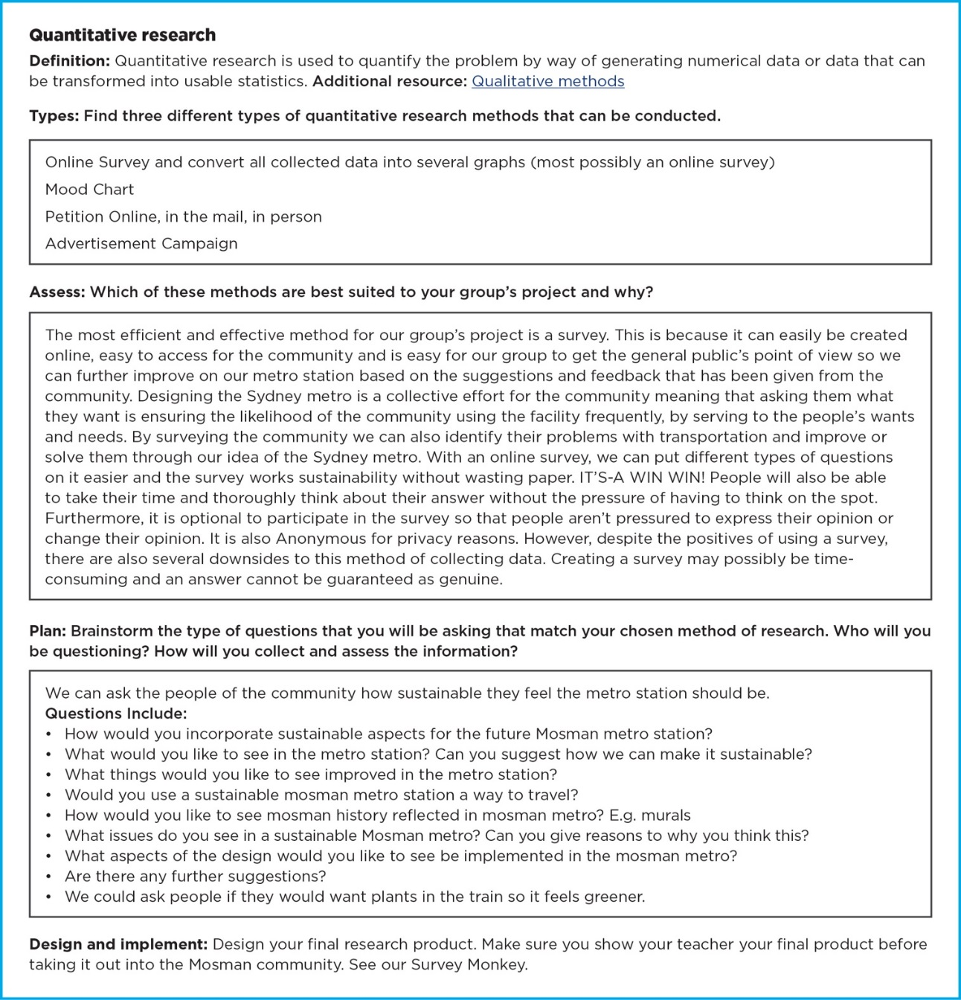 Quantitative research
Definition: Quantitative research is used to quantify the problem by way of generating numerical data or data that can
be transformed into usable statistics. Additional resource: Qualitative methods
Types: Find three different types of quantitative research methods that can be conducted.
Online Survey and convert all collected data into several graphs (most possibly an online survey)
Mood Chart
Petition Online, in the mail, in person
Advertisement Campaign
Assess: Which of these methods are best suited to your group's project and why?
The most efficient and effective method for our group's project is a survey. This is because it can easily be created
online, easy to access for the community and is easy for our group to get the general public's point of view so we
can further improve on our metro station based on the suggestions and feedback that has been given from the
community. Designing the Sydney metro is a collective effort for the community meaning that asking them what
they want is ensuring the likelihood of the community using the facility frequently, by serving to the people's wants
and needs. By surveying the community we can also identify their problems with transportation and improve or
solve them through our idea of the Sydney metro. With an online survey, we can put different types of questions
on it easier and the survey works sustainability without wasting paper. IT'S-A WIN WIN! People will also be able
to take their time and thoroughly think about their answer without the pressure of having to think on the spot.
Furthermore, it is optional to participate in the survey so that people aren't pressured to express their opinion or
change their opinion. It is also Anonymous for privacy reasons. However, despite the positives of using a survey,
there are also several downsides to this method of collecting data. Creating a survey may possibly be time-
consuming and an answer cannot be guaranteed as genuine.
Plan: Brainstorm the type of questions that you will be asking that match your chosen method of research. Who will you
be questioning? How will you collect and assess the information?
We can ask the people of the community how sustainable they feel the metro station should be.
Questions Include:
• How would you incorporate sustainable aspects for the future Mosman metro station?
• What would you like to see in the metro station? Can you suggest how we can make it sustainable?
• What things would you like to see improved in the metro station?
• Would you use a sustainable mosman metro station a way to travel?
• How would you like to see mosman history reflected in mosman metro? E.g. murals
• What issues do you see in a sustainable Mosman metro? Can you give reasons to why you think this?
• What aspects of the design would you like to see be implemented in the mosman metro?
• Are there any further suggestions?
• We could ask people if they would want plants in the train so it feels greener.
Design and implement: Design your final research product. Make sure you show your teacher your final product before
taking it out into the Mosman community. See our Survey Monkey.